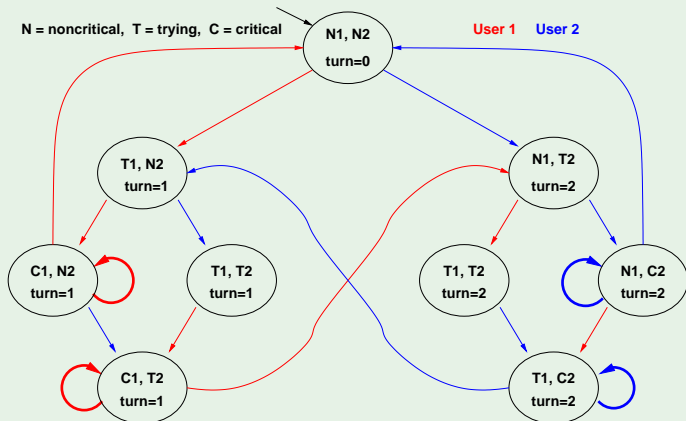 N = noncritical, T = trying, C = critical
User 1 User 2
N1, N2
turn=0
T1, N2
turn=1
N1, T2
turn=2
C1, N2
turn=1
T1, T2
turn=1
T1, T2
turn=2
N1, C2
turn=2
C1, T2
turn=1
T1, C2
turn=2